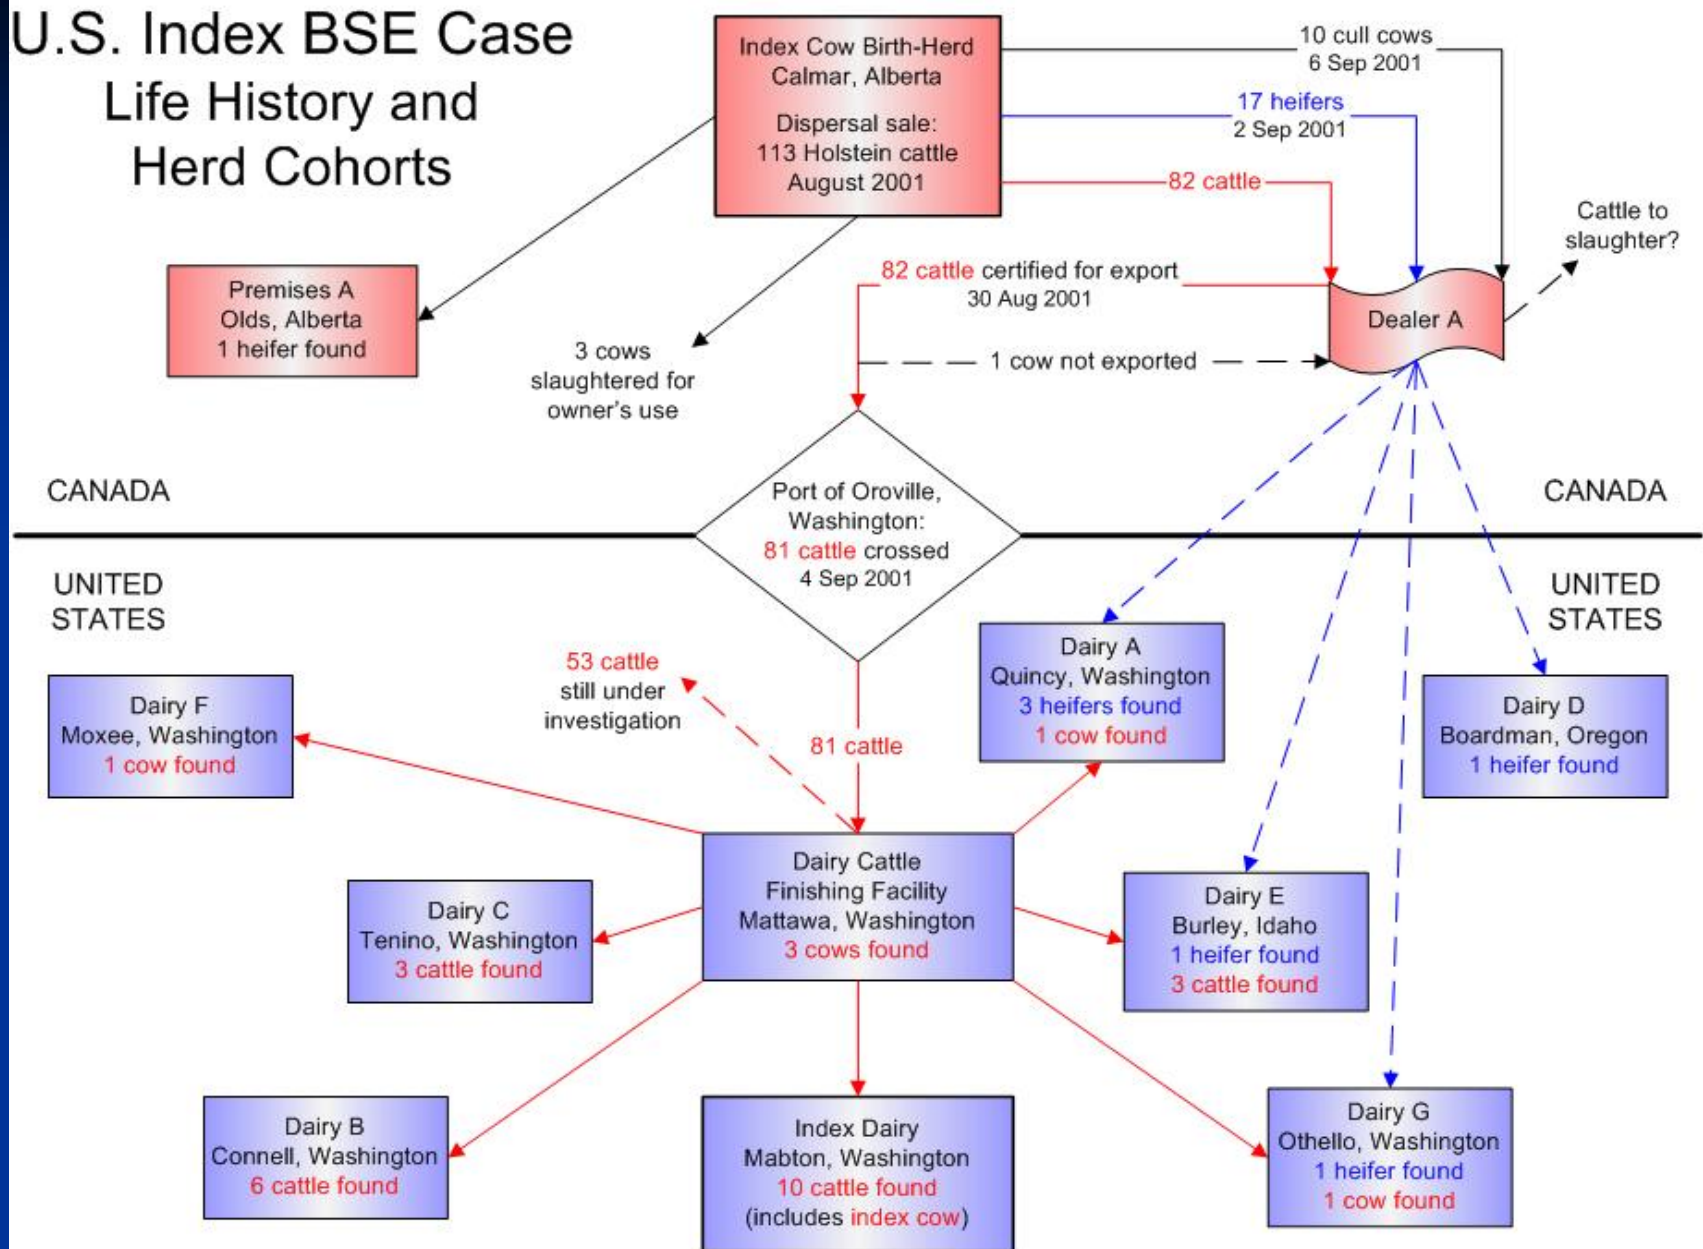 U.S. Index BSE Case
Life History and
Herd Cohorts
Index Cow Birth-Herd
Calmar, Alberta
Dispersal sale:
113 Holstein cattle
August 2001
10 cull cows
6 Sep 2001
17 heifers
2 Sep 2001
82 cattle
Cattle to
slaughter?
Premises A
Olds, Alberta
1 heifer found
3 cows
slaughtered for
owner's use
82 cattle certified for export
30 Aug 2001
1 cow not exported
Dealer A
CANADA
CANADA
Port of Oroville,
Washington:
81 cattle crossed
4 Sep 2001
UNITED
STATES
UNITED
STATES
53 cattle
still under
investigation
81 cattle
Dairy A
Quincy, Washington
3 heifers found
1 cow found
Dairy D
Boardman, Oregon
1 heifer found
Dairy F
Moxee, Washington
1 cow found
Dairy C
Tenino, Washington
3 cattle found
Dairy Cattle
Finishing Facility
Mattawa, Washington
3 cows found
Dairy E
Burley, Idaho
1 heifer found
3 cattle found
Dairy B
Connell, Washington
6 cattle found
Index Dairy
Mabton, Washington
10 cattle found
(includes index cow)
Dairy G
Othello, Washington
1 heifer found
1 cow found